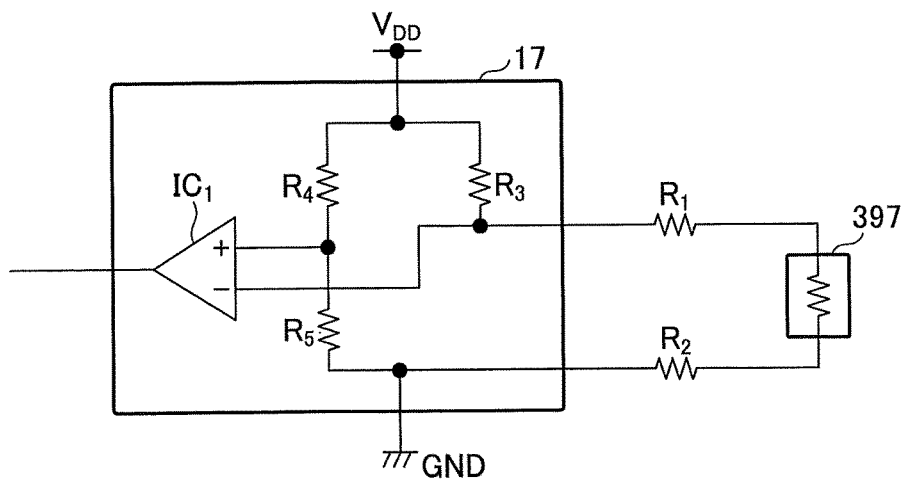 V_DD
17
R_4
R_3
IC_1
R_1
397
+
−
R_5
R_2
GND